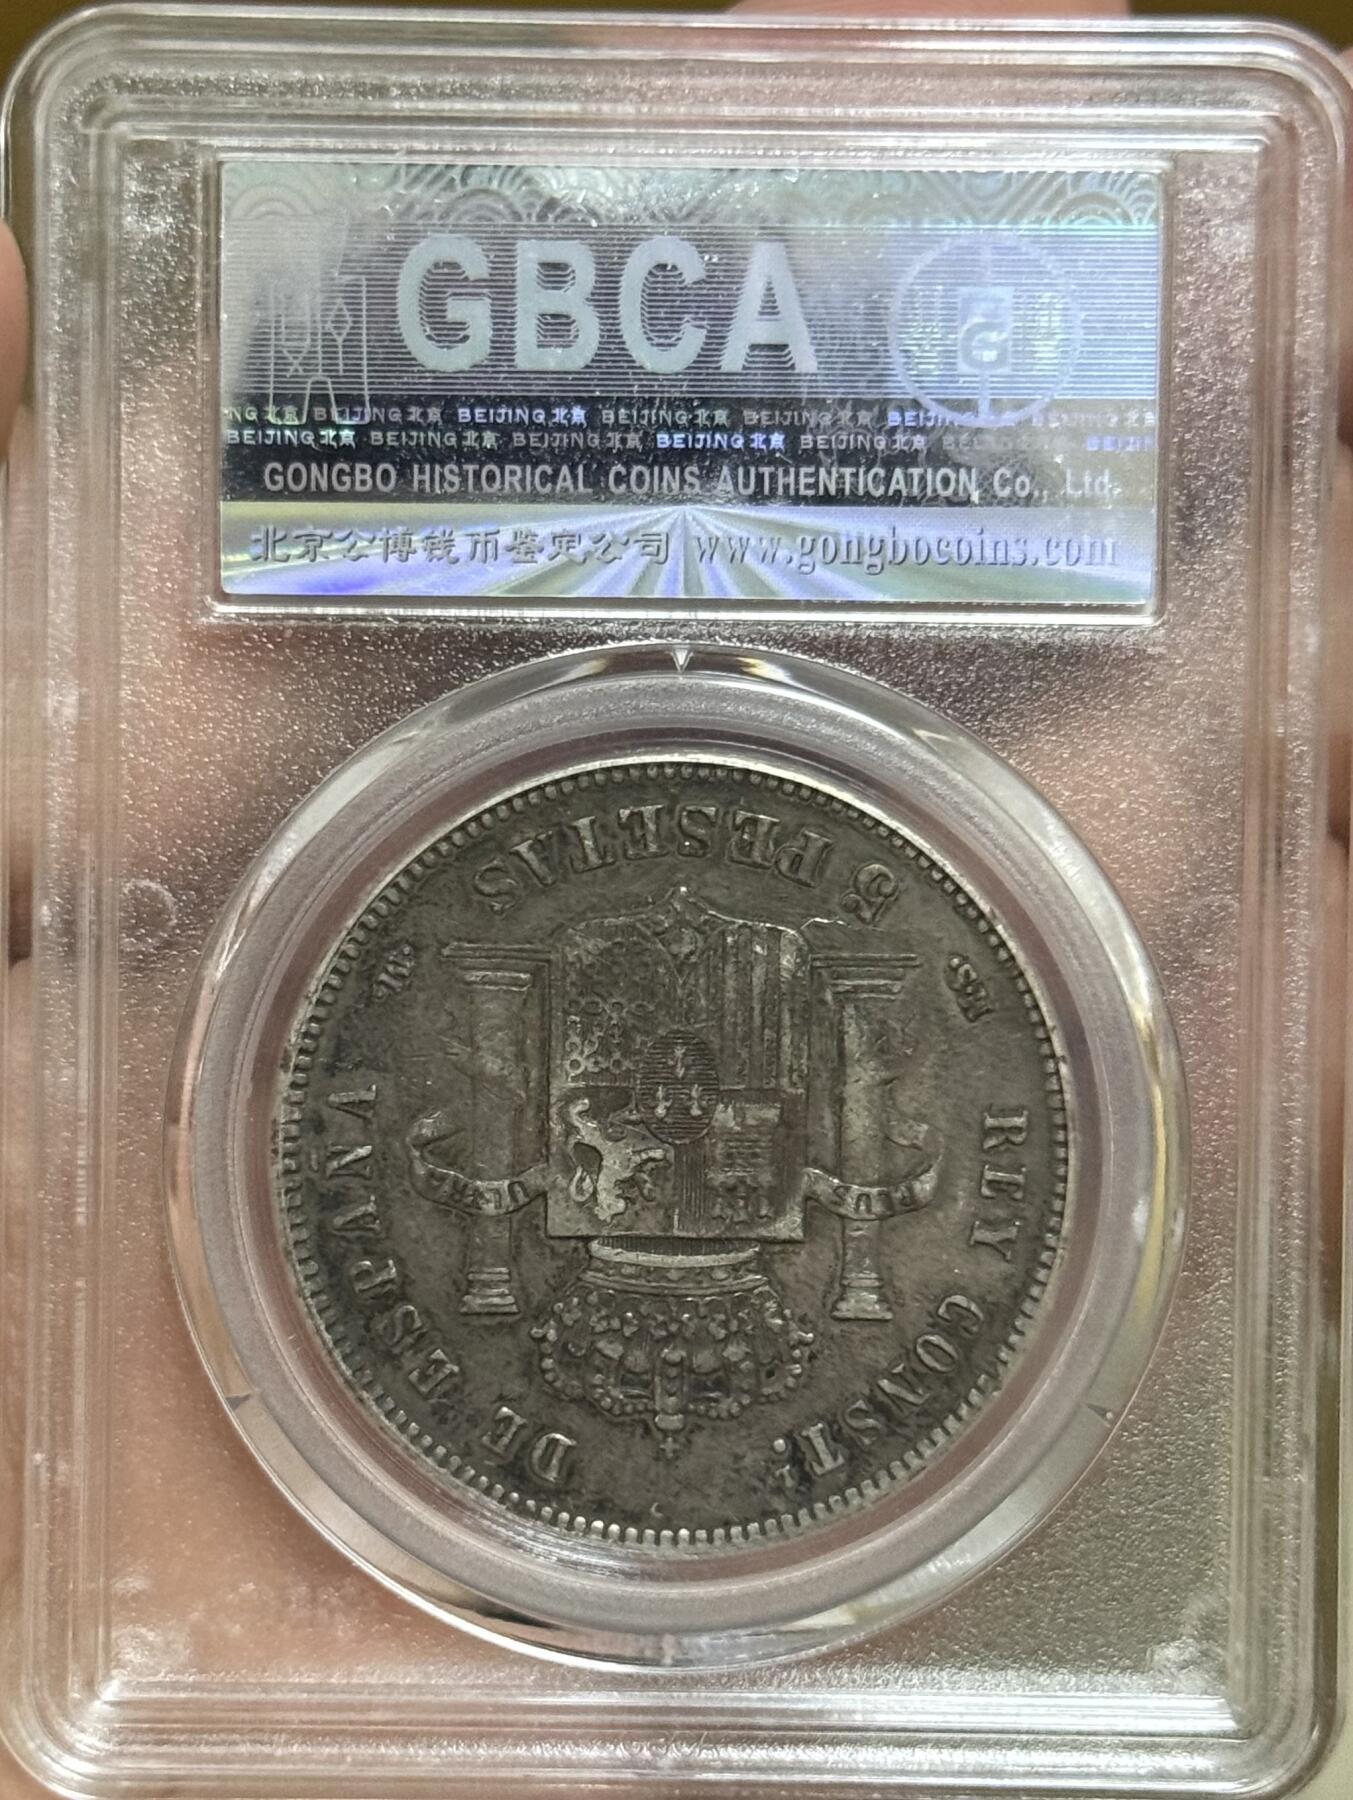 GBCA
G
NG北京 BEIJING北京 BEIJING北京 BEIJING北京 BEIJING北京 BEIJING北京
BEIJING北京 BEIJING北京 BEIJING北京 BEIJING北京 BEIJING北京 BEIJING北京 BEIJIN
GONGBO HISTORICAL COINS AUTHENTICATION Co., Ltd.
北京公博钱币鉴定公司 www.gongbocoins.com
REY CONST. DE ESPAÑA
.M. 5 PESETAS MS.
PLUS ULTRA